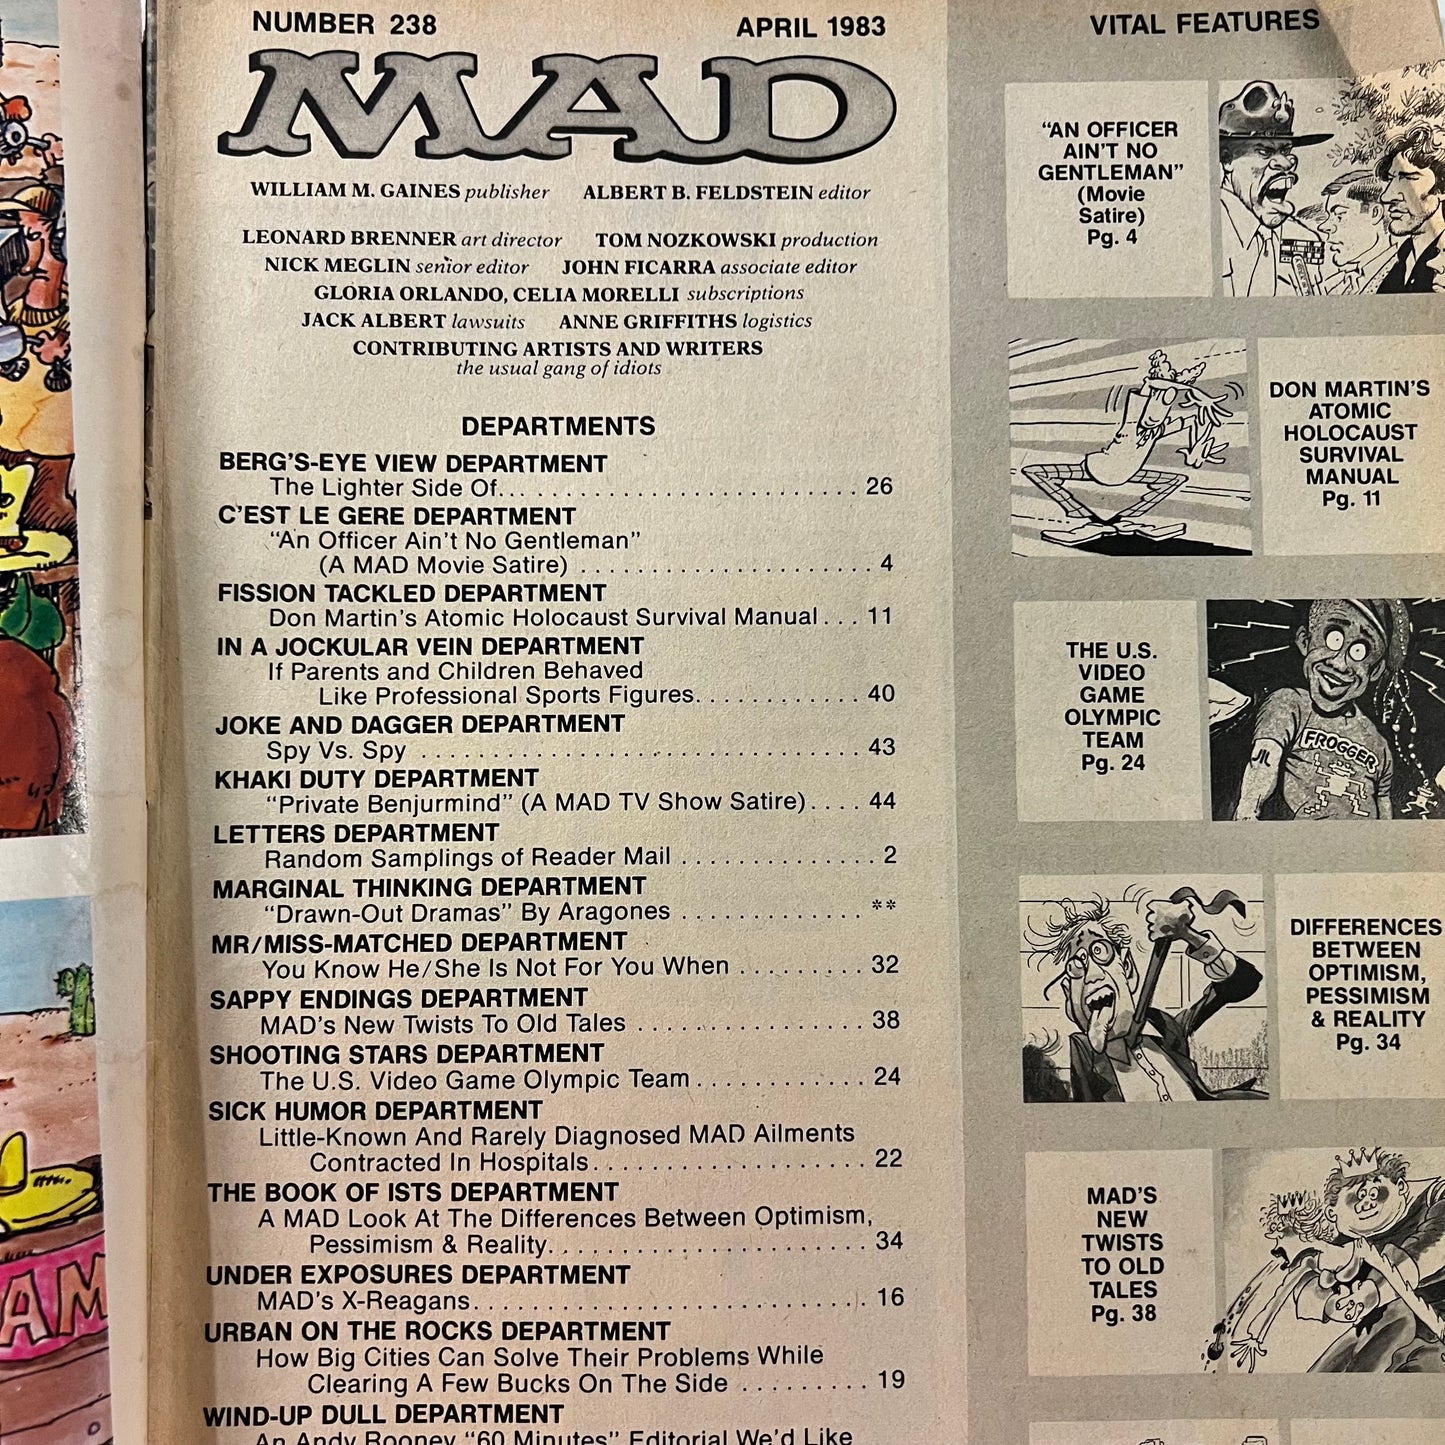 NUMBER 238
APRIL 1983
MAD
WILLIAM M. GAINES publisher ALBERT B. FELDSTEIN editor
LEONARD BRENNER art director TOM NOZKOWSKI production
NICK MEGLIN senior editor JOHN FICARRA associate editor
GLORIA ORLANDO, CELIA MORELLI subscriptions
JACK ALBERT lawsuits ANNE GRIFFITHS logistics
CONTRIBUTING ARTISTS AND WRITERS
the usual gang of idiots
DEPARTMENTS
BERG'S-EYE VIEW DEPARTMENT
The Lighter Side Of... . . . . . . . . . . . . . . . . . . . . . . . . . 26
C'EST LE GERE DEPARTMENT
"An Officer Ain't No Gentleman"
(A MAD Movie Satire) . . . . . . . . . . . . . . . . . . . . . . 4
FISSION TACKLED DEPARTMENT
Don Martin's Atomic Holocaust Survival Manual . . . 11
IN A JOCKULAR VEIN DEPARTMENT
If Parents and Children Behaved
Like Professional Sports Figures. . . . . . . . . . . . . 40
JOKE AND DAGGER DEPARTMENT
Spy Vs. Spy . . . . . . . . . . . . . . . . . . . . . . . . . . . . . . . . . 43
KHAKI DUTY DEPARTMENT
"Private Benjurmind" (A MAD TV Show Satire) . . . . 44
LETTERS DEPARTMENT
Random Samplings of Reader Mail . . . . . . . . . . . . . . 2
MARGINAL THINKING DEPARTMENT
"Drawn-Out Dramas" By Aragones . . . . . . . . . . . . . **
MR/MISS-MATCHED DEPARTMENT
You Know He/She Is Not For You When . . . . . . . . . 32
SAPPY ENDINGS DEPARTMENT
MAD's New Twists To Old Tales . . . . . . . . . . . . . . . . . 38
SHOOTING STARS DEPARTMENT
The U.S. Video Game Olympic Team . . . . . . . . . . . . 24
SICK HUMOR DEPARTMENT
Little-Known And Rarely Diagnosed MAD Ailments
Contracted In Hospitals . . . . . . . . . . . . . . . . . . . . 22
THE BOOK OF ISTS DEPARTMENT
A MAD Look At The Differences Between Optimism,
Pessimism & Reality. . . . . . . . . . . . . . . . . . . . . . . 34
UNDER EXPOSURES DEPARTMENT
MAD's X-Reagans . . . . . . . . . . . . . . . . . . . . . . . . . . . . . 16
URBAN ON THE ROCKS DEPARTMENT
How Big Cities Can Solve Their Problems While
Clearing A Few Bucks On The Side . . . . . . . . . . 19
WIND-UP DULL DEPARTMENT
An Andy Rooney "60 Minutes" Editorial We'd Like
VITAL FEATURES
"AN OFFICER
AIN'T NO
GENTLEMAN"
(Movie
Satire)
Pg. 4
DON MARTIN'S
ATOMIC
HOLOCAUST
SURVIVAL
MANUAL
Pg. 11
THE U.S.
VIDEO
GAME
OLYMPIC
TEAM
Pg. 24
FROGGER
DIFFERENCES
BETWEEN
OPTIMISM,
PESSIMISM
& REALITY
Pg. 34
MAD'S
NEW
TWISTS
TO OLD
TALES
Pg. 38
AM